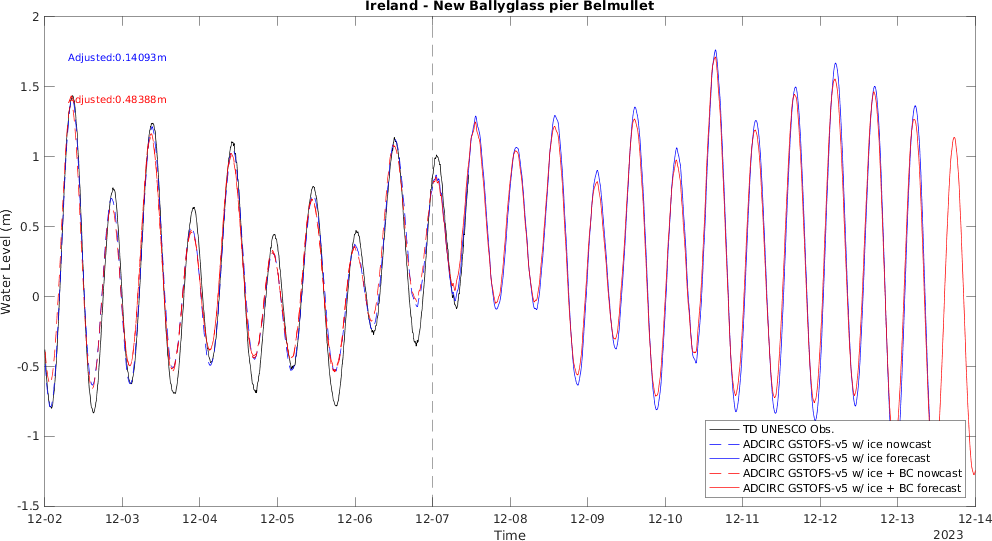 Ireland - New Ballyglass pier Belmullet
2
1.5
1
0.5
0
-0.5
-1
-1.5
Water Level (m)
Adjusted:0.14093m
Adjusted:0.48388m
TD UNESCO Obs.
ADCIRC GSTOFS-v5 w/ ice nowcast
ADCIRC GSTOFS-v5 w/ ice forecast
ADCIRC GSTOFS-v5 w/ ice + BC nowcast
ADCIRC GSTOFS-v5 w/ ice + BC forecast
12-02 12-03 12-04 12-05 12-06 12-07 12-08 12-09 12-10 12-11 12-12 12-13 12-14
Time
2023